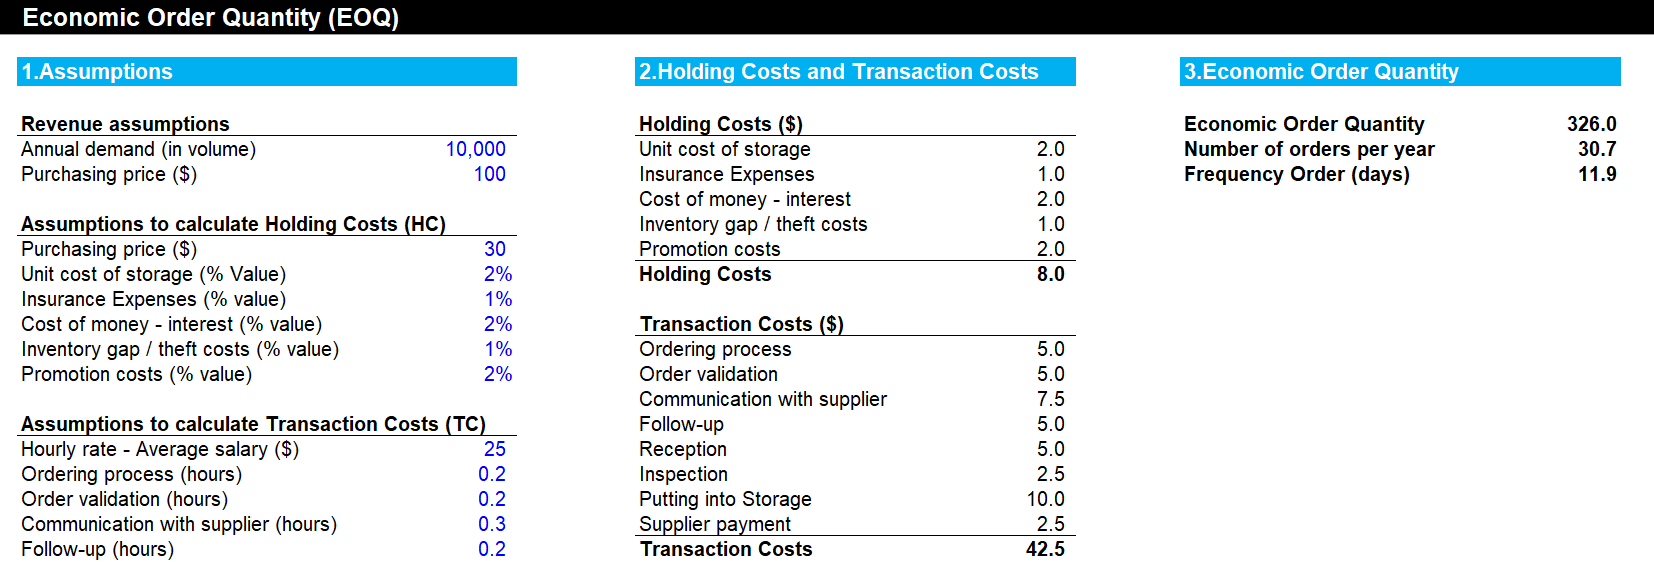 Economic Order Quantity (EOQ)
1.Assumptions
Revenue assumptions
Annual demand (in volume) 10,000
Purchasing price ($) 100
Assumptions to calculate Holding Costs (HC)
Purchasing price ($) 30
Unit cost of storage (% Value) 2%
Insurance Expenses (% value) 1%
Cost of money - interest (% value) 2%
Inventory gap / theft costs (% value) 1%
Promotion costs (% value) 2%
Assumptions to calculate Transaction Costs (TC)
Hourly rate - Average salary ($) 25
Ordering process (hours) 0.2
Order validation (hours) 0.2
Communication with supplier (hours) 0.3
Follow-up (hours) 0.2
2.Holding Costs and Transaction Costs
Holding Costs ($)
Unit cost of storage 2.0
Insurance Expenses 1.0
Cost of money - interest 2.0
Inventory gap / theft costs 1.0
Promotion costs 2.0
Holding Costs 8.0
Transaction Costs ($)
Ordering process 5.0
Order validation 5.0
Communication with supplier 7.5
Follow-up 5.0
Reception 5.0
Inspection 2.5
Putting into Storage 10.0
Supplier payment 2.5
Transaction Costs 42.5
3.Economic Order Quantity
Economic Order Quantity 326.0
Number of orders per year 30.7
Frequency Order (days) 11.9